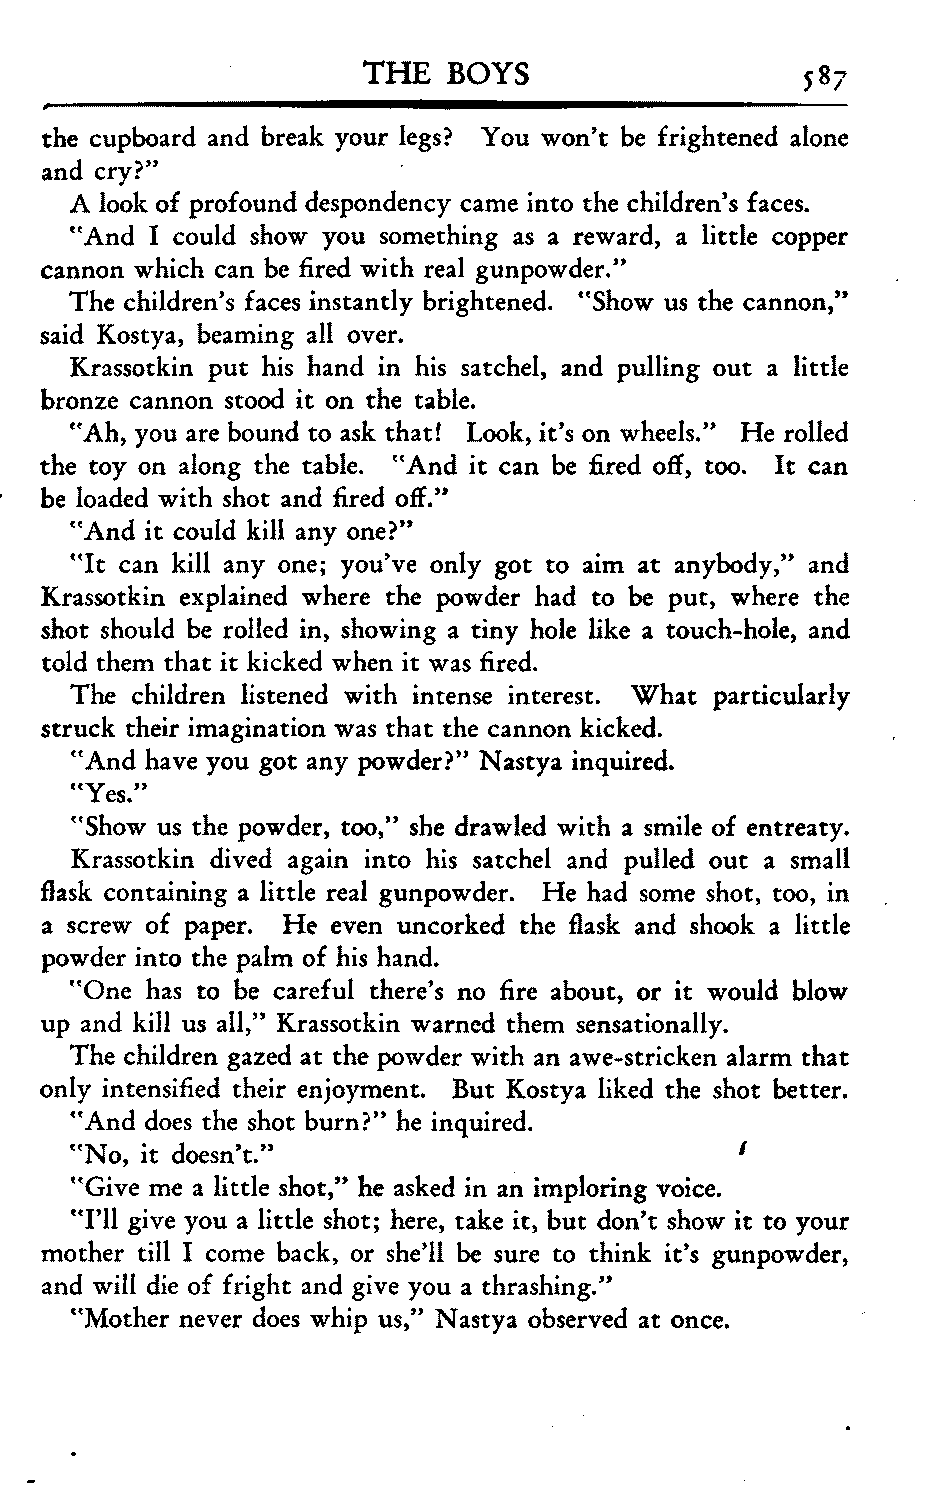 THE BOYS 587
the cupboard and break your legs? You won't be frightened alone
and cry?"
A look of profound despondency came into the children's faces.
"And I could show you something as a reward, a little copper
cannon which can be fired with real gunpowder."
The children's faces instantly brightened. "Show us the cannon,"
said Kostya, beaming all over.
Krassotkin put his hand in his satchel, and pulling out a little
bronze cannon stood it on the table.
"Ah, you are bound to ask that! Look, it's on wheels." He rolled
the toy on along the table. "And it can be fired off, too. It can
be loaded with shot and fired off."
"And it could kill any one?"
"It can kill any one; you've only got to aim at anybody," and
Krassotkin explained where the powder had to be put, where the
shot should be rolled in, showing a tiny hole like a touch-hole, and
told them that it kicked when it was fired.
The children listened with intense interest. What particularly
struck their imagination was that the cannon kicked.
"And have you got any powder?" Nastya inquired.
"Yes."
"Show us the powder, too," she drawled with a smile of entreaty.
Krassotkin dived again into his satchel and pulled out a small
flask containing a little real gunpowder. He had some shot, too, in
a screw of paper. He even uncorked the flask and shook a little
powder into the palm of his hand.
"One has to be careful there's no fire about, or it would blow
up and kill us all," Krassotkin warned them sensationally.
The children gazed at the powder with an awe-stricken alarm that
only intensified their enjoyment. But Kostya liked the shot better.
"And does the shot burn?" he inquired.
"No, it doesn't."
"Give me a little shot," he asked in an imploring voice.
"I'll give you a little shot; here, take it, but don't show it to your
mother till I come back, or she'll be sure to think it's gunpowder,
and will die of fright and give you a thrashing."
"Mother never does whip us," Nastya observed at once.